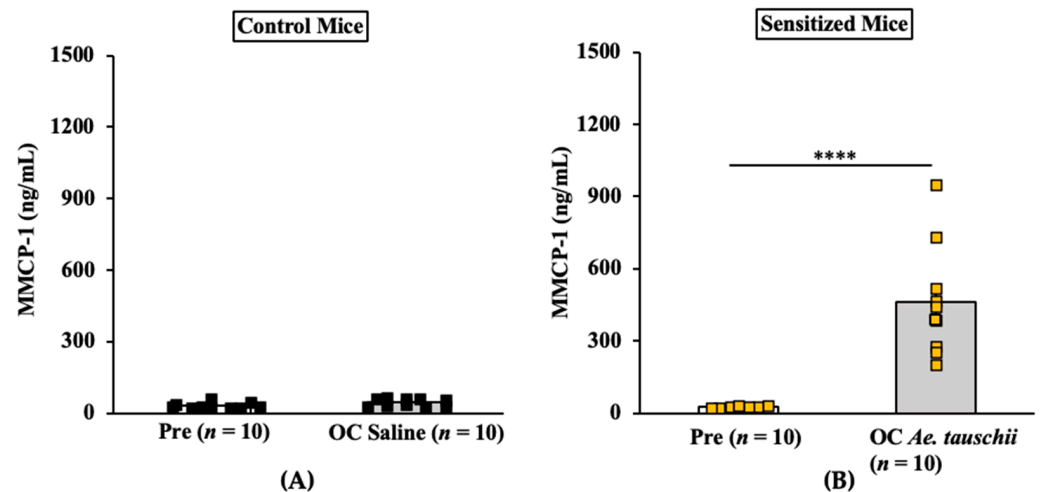 Control Mice
MMCP-1 (ng/mL)
1500
1200
900
600
300
0
Pre (n = 10)
OC Saline (n = 10)
(A)
Sensitized Mice
MMCP-1 (ng/mL)
1500
1200
900
600
300
0
****
Pre (n = 10)
OC Ae. tauschii
(n = 10)
(B)